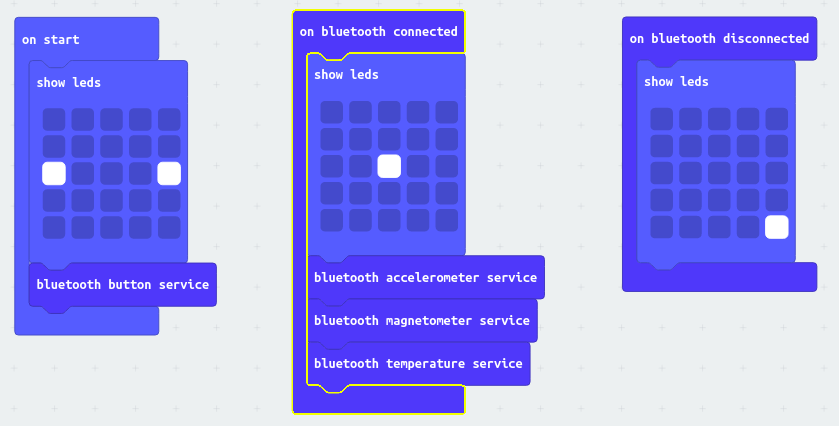 on start
show leds
bluetooth button service
on bluetooth connected
show leds
bluetooth accelerometer service
bluetooth magnetometer service
bluetooth temperature service
on bluetooth disconnected
show leds